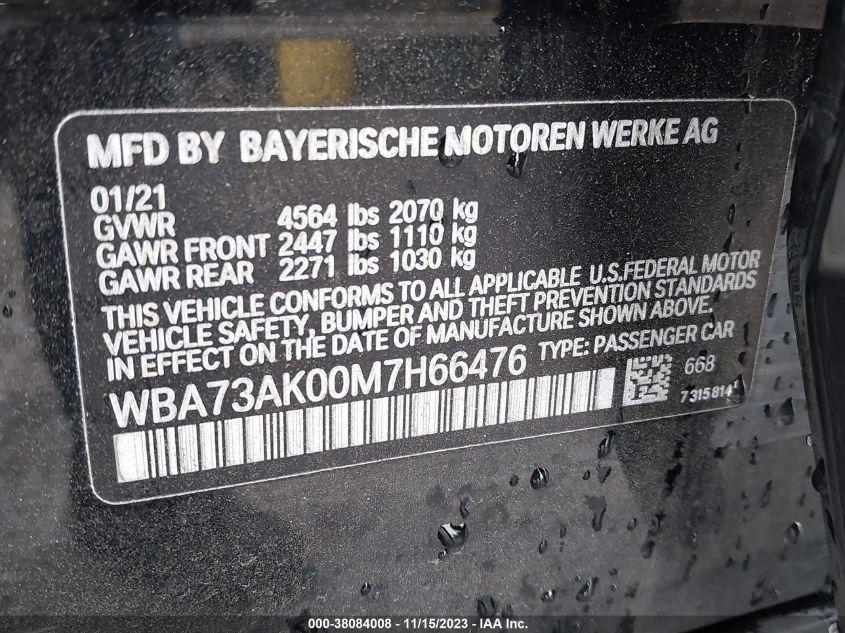 MFD BY BAYERISCHE MOTOREN WERKE AG
01/21
GVWR 4564 lbs 2070 kg
GAWR FRONT 2447 lbs 1110 kg
GAWR REAR 2271 lbs 1030 kg
THIS VEHICLE CONFORMS TO ALL APPLICABLE U.S.FEDERAL MOTOR
VEHICLE SAFETY, BUMPER AND THEFT PREVENTION STANDARDS
IN EFFECT ON THE DATE OF MANUFACTURE SHOWN ABOVE.
WBA73AK00M7H66476 TYPE: PASSENGER CAR
668
7 315 814
000-38084008 - 11/15/2023 - IAA Inc.